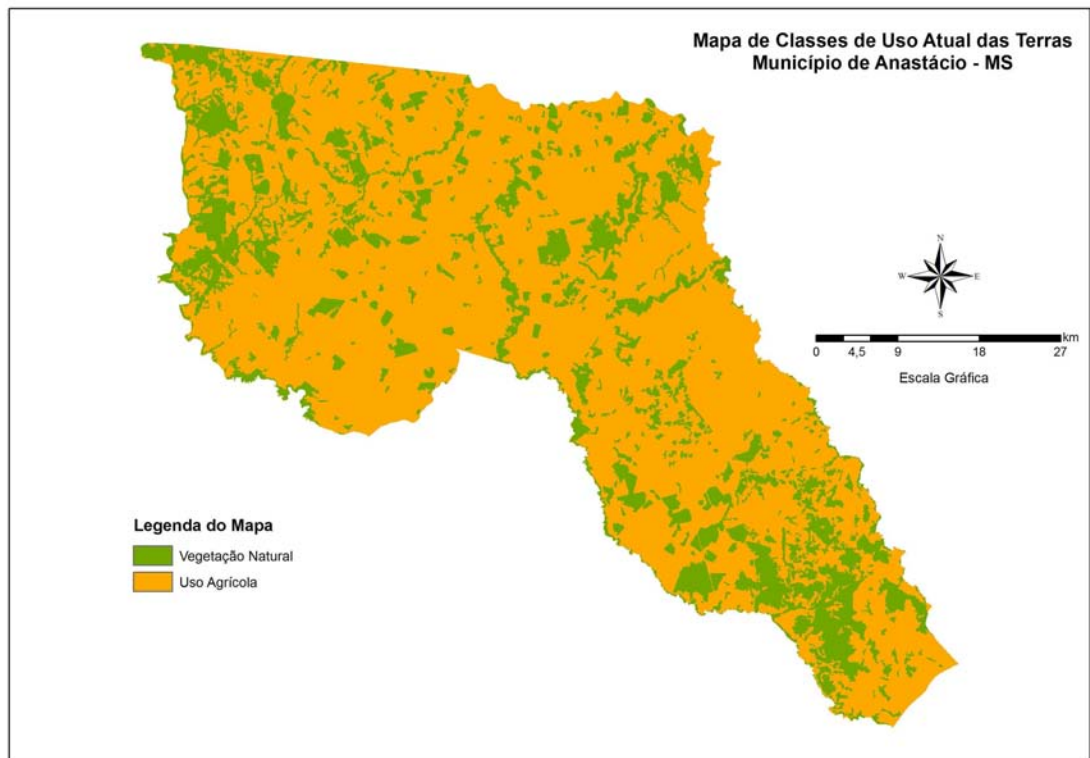 Mapa de Classes de Uso Atual das Terras
Município de Anastácio - MS
N
W E
S
km
0 4,5 9 18 27
Escala Gráfica
Legenda do Mapa
Vegetação Natural
Uso Agrícola